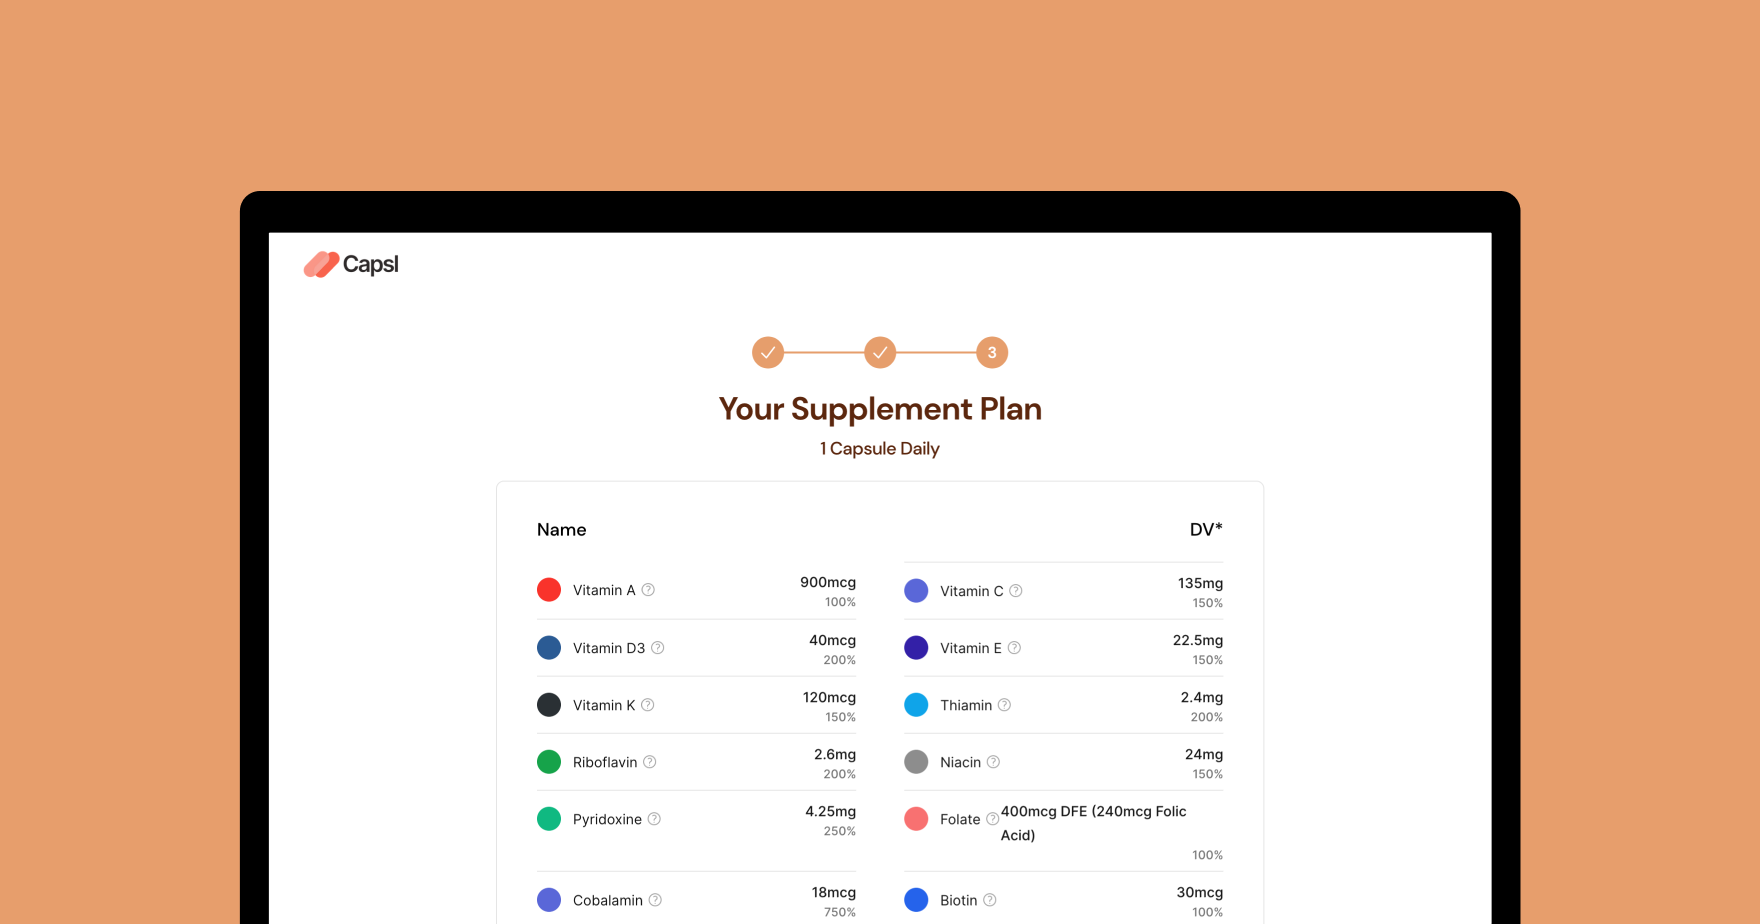 Capsl
3
Your Supplement Plan
1 Capsule Daily
Name
DV*
Vitamin A ?
900mcg
100%
Vitamin C ?
135mg
150%
Vitamin D3 ?
40mcg
200%
Vitamin E ?
22.5mg
150%
Vitamin K ?
120mcg
150%
Thiamin ?
2.4mg
200%
Riboflavin ?
2.6mg
200%
Niacin ?
24mg
150%
Pyridoxine ?
4.25mg
250%
Folate ?
400mcg DFE (240mcg Folic
Acid)
100%
Cobalamin ?
18mcg
750%
Biotin ?
30mcg
100%